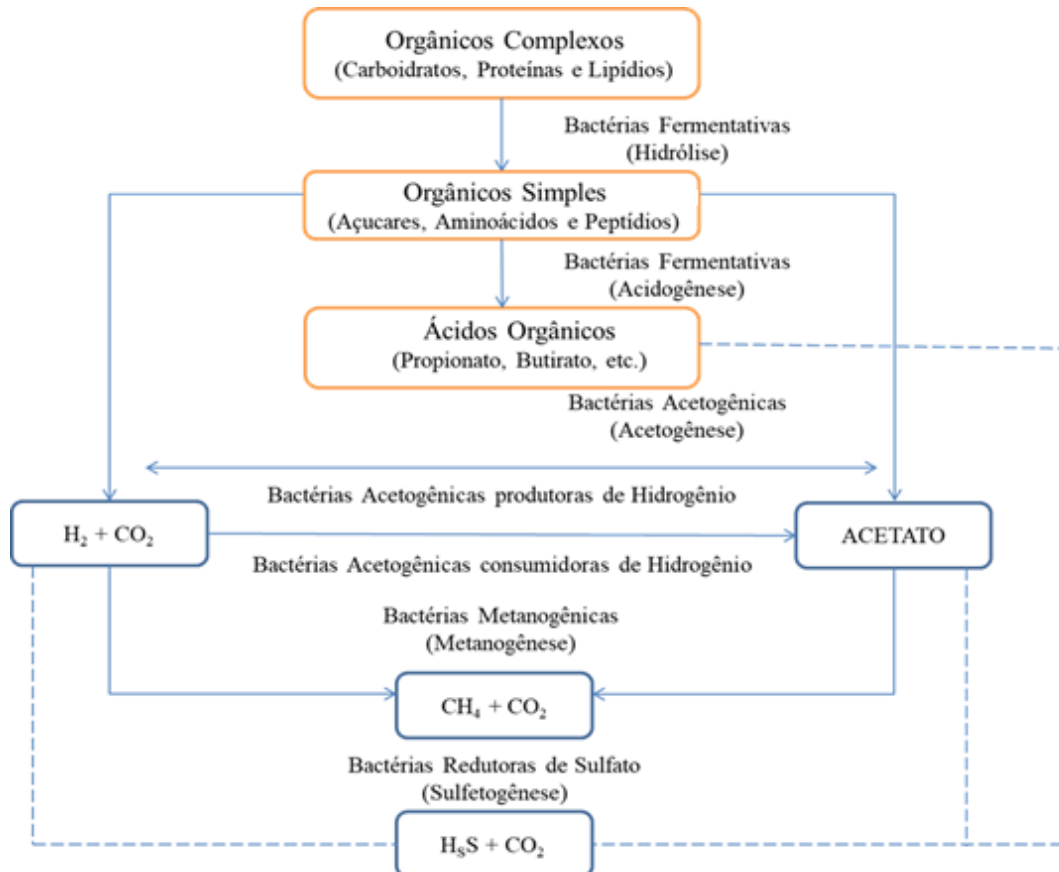 Orgânicos Complexos
(Carboidratos, Proteínas e Lipídios)
Bactérias Fermentativas
(Hidrólise)
Orgânicos Simples
(Açucares, Aminoácidos e Peptídios)
Bactérias Fermentativas
(Acidogênese)
Ácidos Orgânicos
(Propionato, Butirato, etc.)
Bactérias Acetogênicas
(Acetogênese)
Bactérias Acetogênicas produtoras de Hidrogênio
H₂ + CO₂
ACETATO
Bactérias Acetogênicas consumidoras de Hidrogênio
Bactérias Metanogênicas
(Metanogênese)
CH₄ + CO₂
Bactérias Redutoras de Sulfato
(Sulfetogênese)
HₛS + CO₂